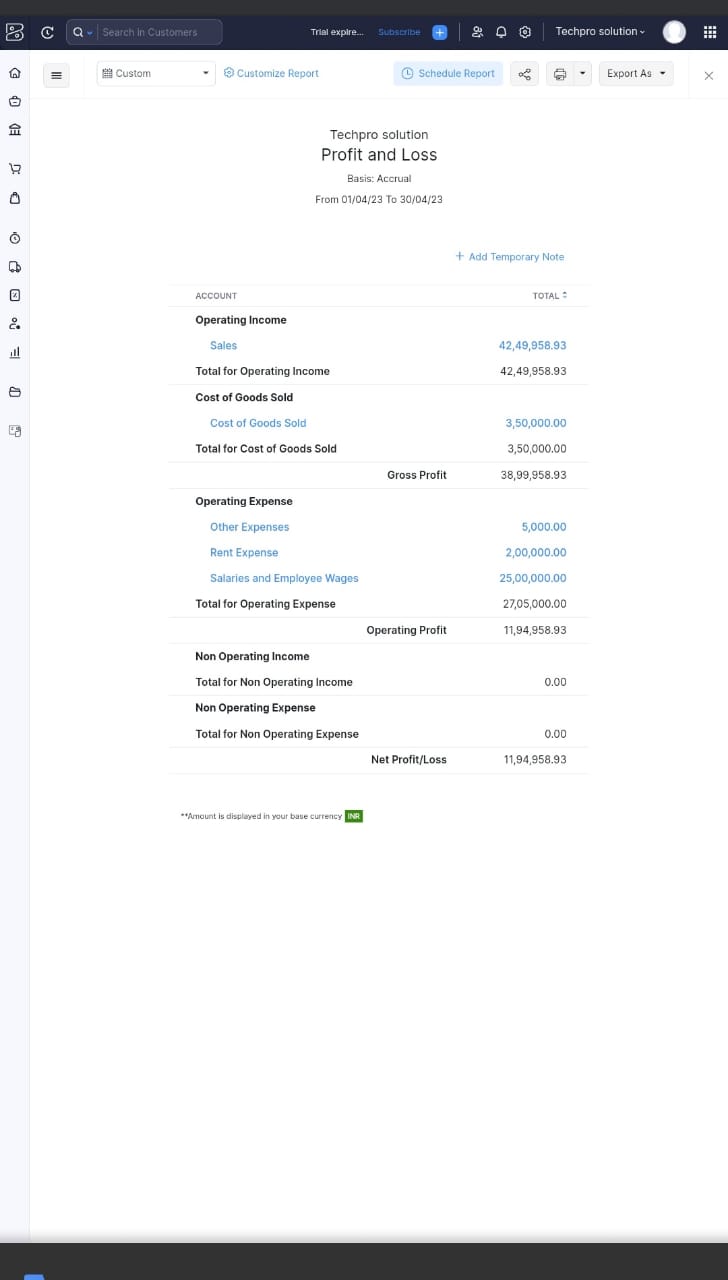 Search in Customers Trial expire... Subscribe Techpro solution
Custom Customize Report Schedule Report Export As
Techpro solution
Profit and Loss
Basis: Accrual
From 01/04/23 To 30/04/23
+ Add Temporary Note
ACCOUNT TOTAL
Operating Income
Sales 42,49,958.93
Total for Operating Income 42,49,958.93
Cost of Goods Sold
Cost of Goods Sold 3,50,000.00
Total for Cost of Goods Sold 3,50,000.00
Gross Profit 38,99,958.93
Operating Expense
Other Expenses 5,000.00
Rent Expense 2,00,000.00
Salaries and Employee Wages 25,00,000.00
Total for Operating Expense 27,05,000.00
Operating Profit 11,94,958.93
Non Operating Income
Total for Non Operating Income 0.00
Non Operating Expense
Total for Non Operating Expense 0.00
Net Profit/Loss 11,94,958.93
**Amount is displayed in your base currency INR